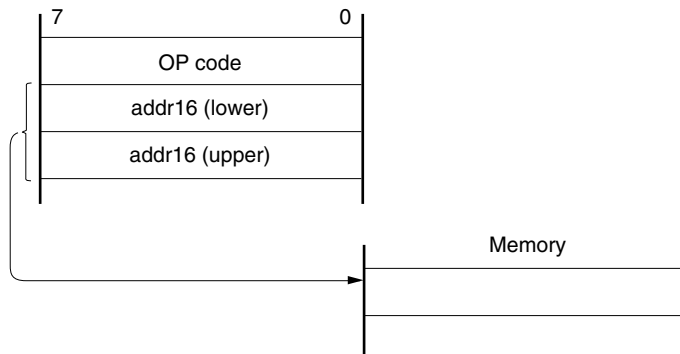 7 0
OP code
addr16 (lower)
addr16 (upper)
Memory